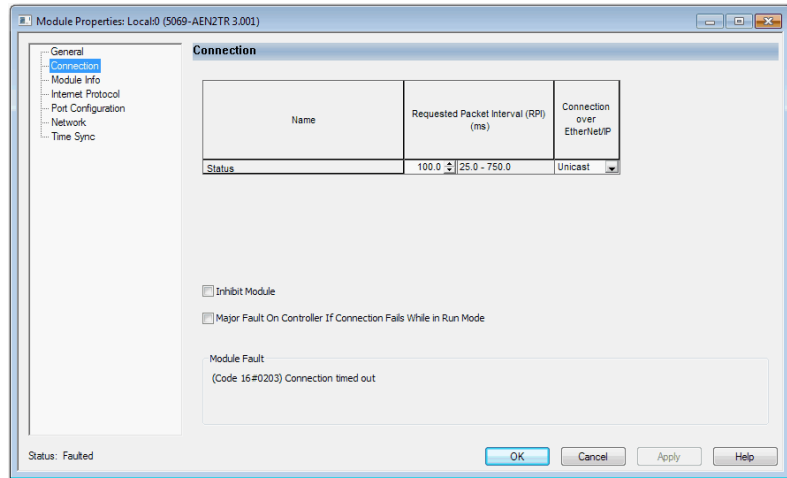 Module Properties: Local:0 (5069-AEN2TR 3.001)
General
Connection
Module Info
Internet Protocol
Port Configuration
Network
Time Sync
Connection
Name
Requested Packet Interval (RPI)
(ms)
Connection
over
EtherNet/IP
Status
100.0
25.0 - 750.0
Unicast
Inhibit Module
Major Fault On Controller If Connection Fails While in Run Mode
Module Fault
(Code 16#0203) Connection timed out
Status: Faulted
OK
Cancel
Apply
Help